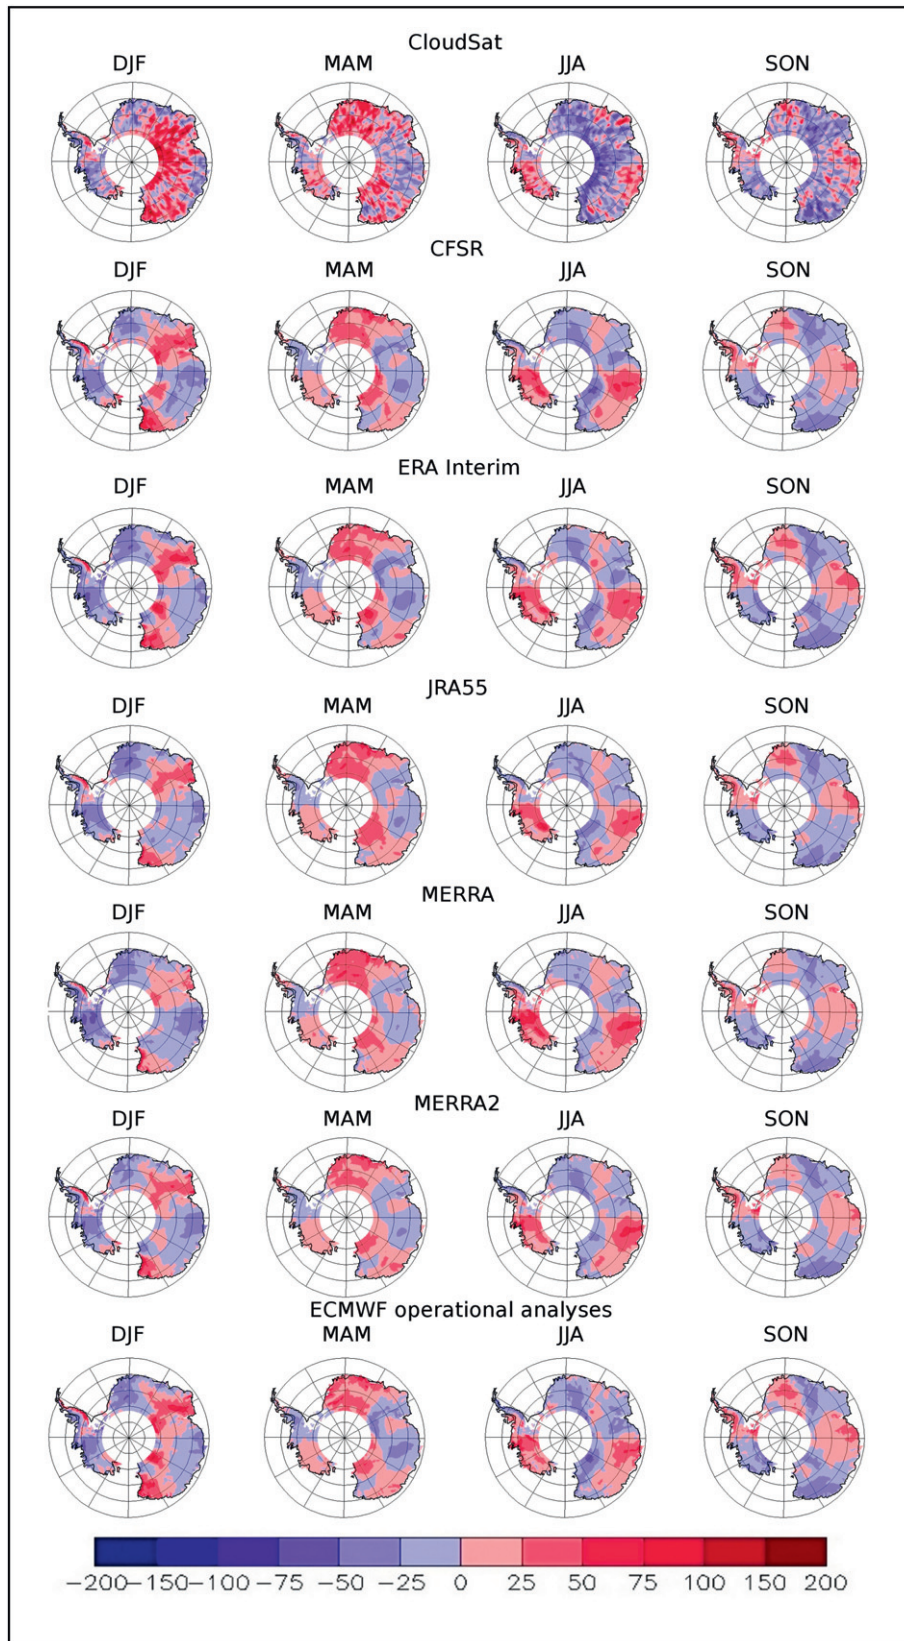 CloudSat
DJF MAM JJA SON
CFSR
DJF MAM JJA SON
ERA Interim
DJF MAM JJA SON
JRA55
DJF MAM JJA SON
MERRA
DJF MAM JJA SON
MERRA2
DJF MAM JJA SON
ECMWF operational analyses
DJF MAM JJA SON
−200 −150 −100 −75 −50 −25 0 25 50 75 100 150 200